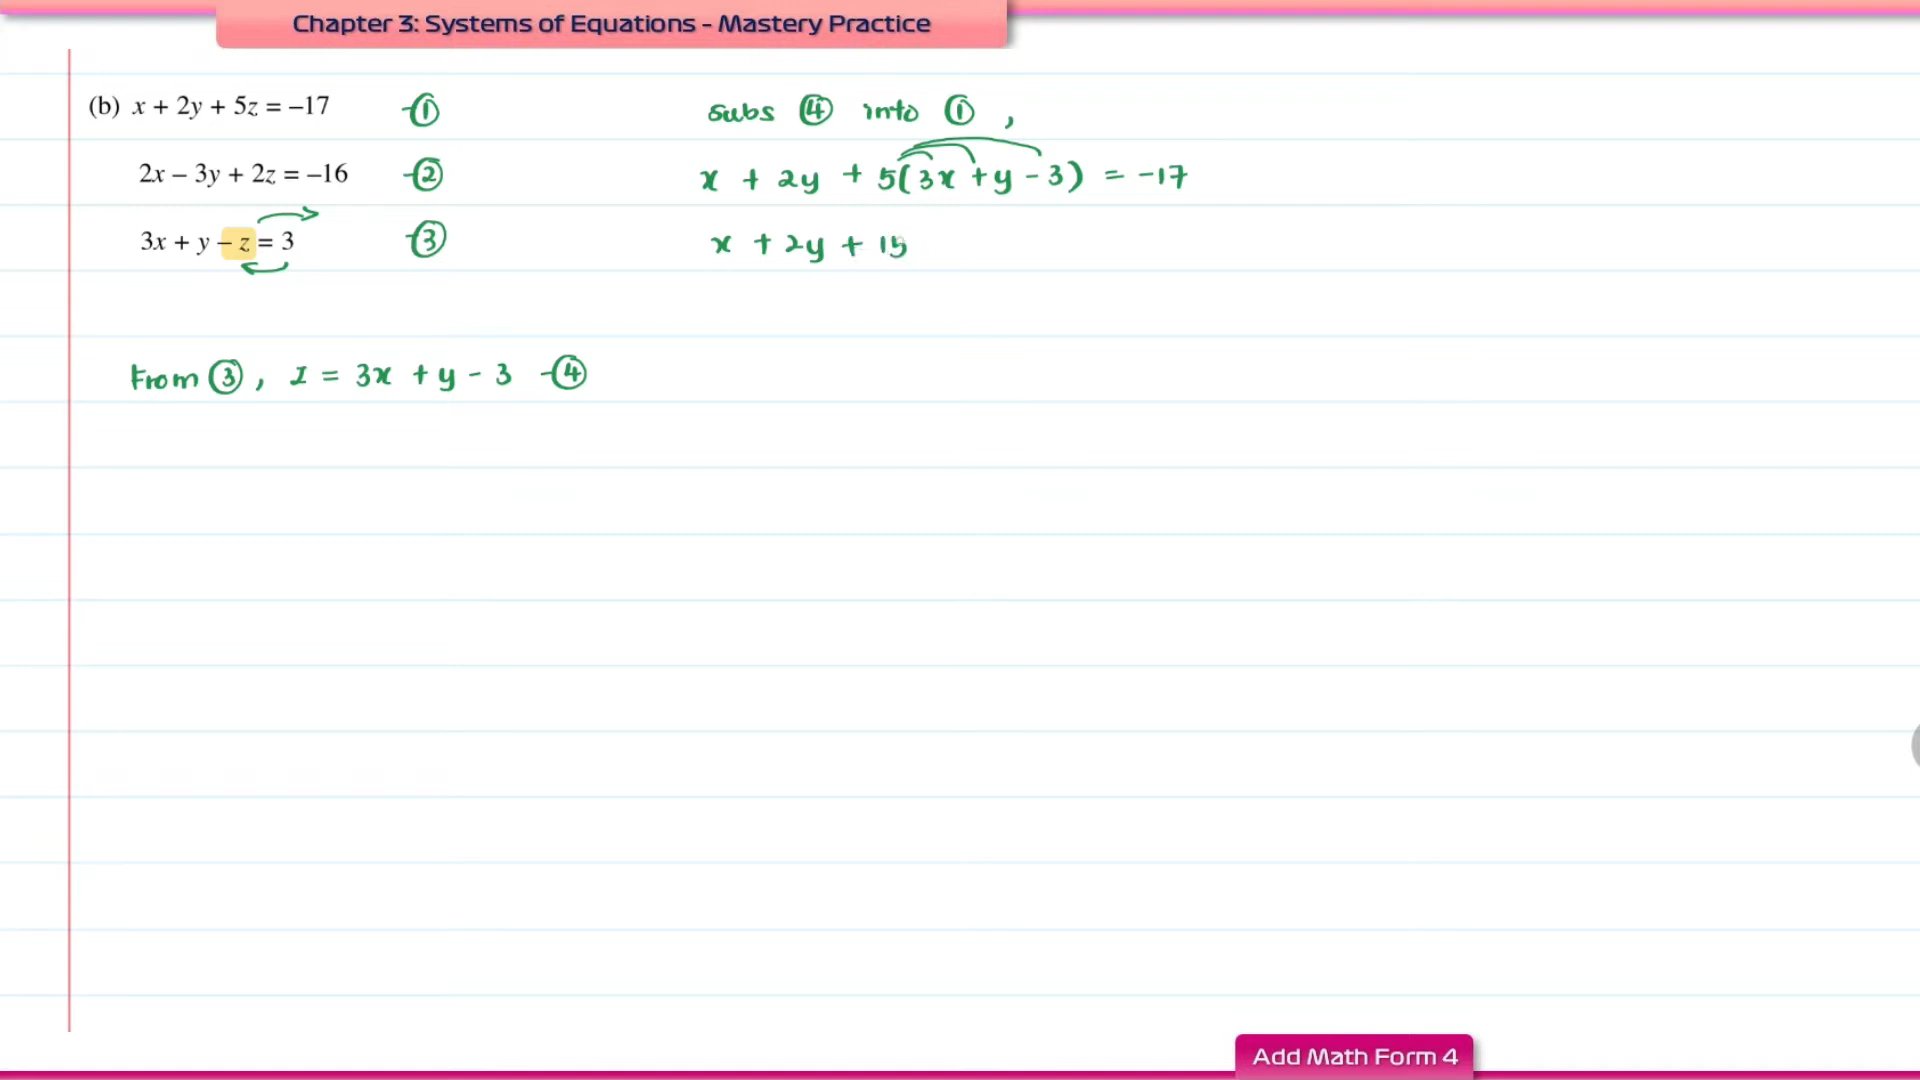 Chapter 3: Systems of Equations - Mastery Practice
(b) x + 2y + 5z = –17 -①
2x – 3y + 2z = –16 -②
3x + y – z = 3 -③
From ③, z = 3x + y - 3 -④
subs ④ into ①,
x + 2y + 5(3x + y - 3) = -17
x + 2y + 15
Add Math Form 4